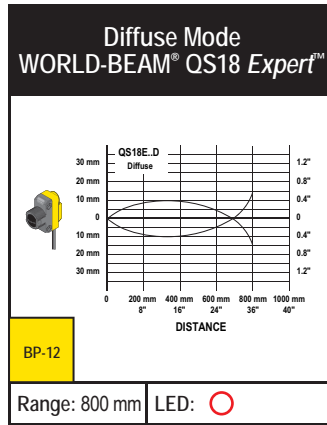 Diffuse Mode
WORLD-BEAM® QS18 Expert™
QS18E..D
Diffuse
30 mm
20 mm
10 mm
0
10 mm
20 mm
30 mm
1.2"
0.8"
0.4"
0
0.4"
0.8"
1.2"
0 200 mm 400 mm 600 mm 800 mm 1000 mm
8" 16" 24" 36" 40"
DISTANCE
BP-12
Range: 800 mm LED: